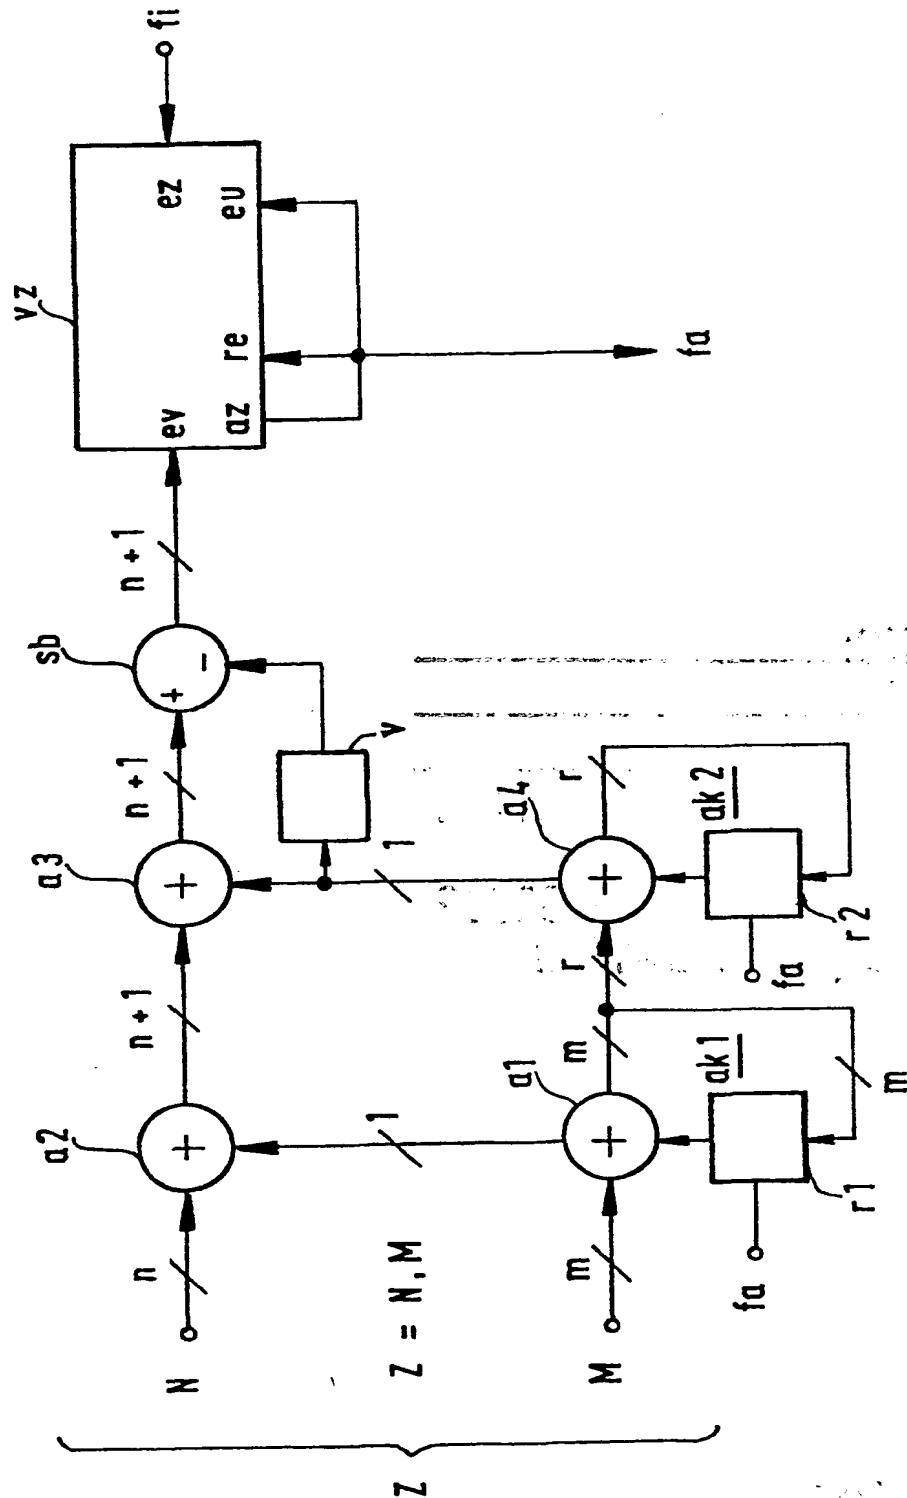 Z
N
n
a2
n + 1
a3
n + 1
sb
n + 1
ev
vz
ez
fi
az
re
eu
fa
Z = N, M
1
1
v
+
-
M
m
a1
m
r
a4
r
ak1
m
r1
fa
ak2
r2
fa
+
+
+
+